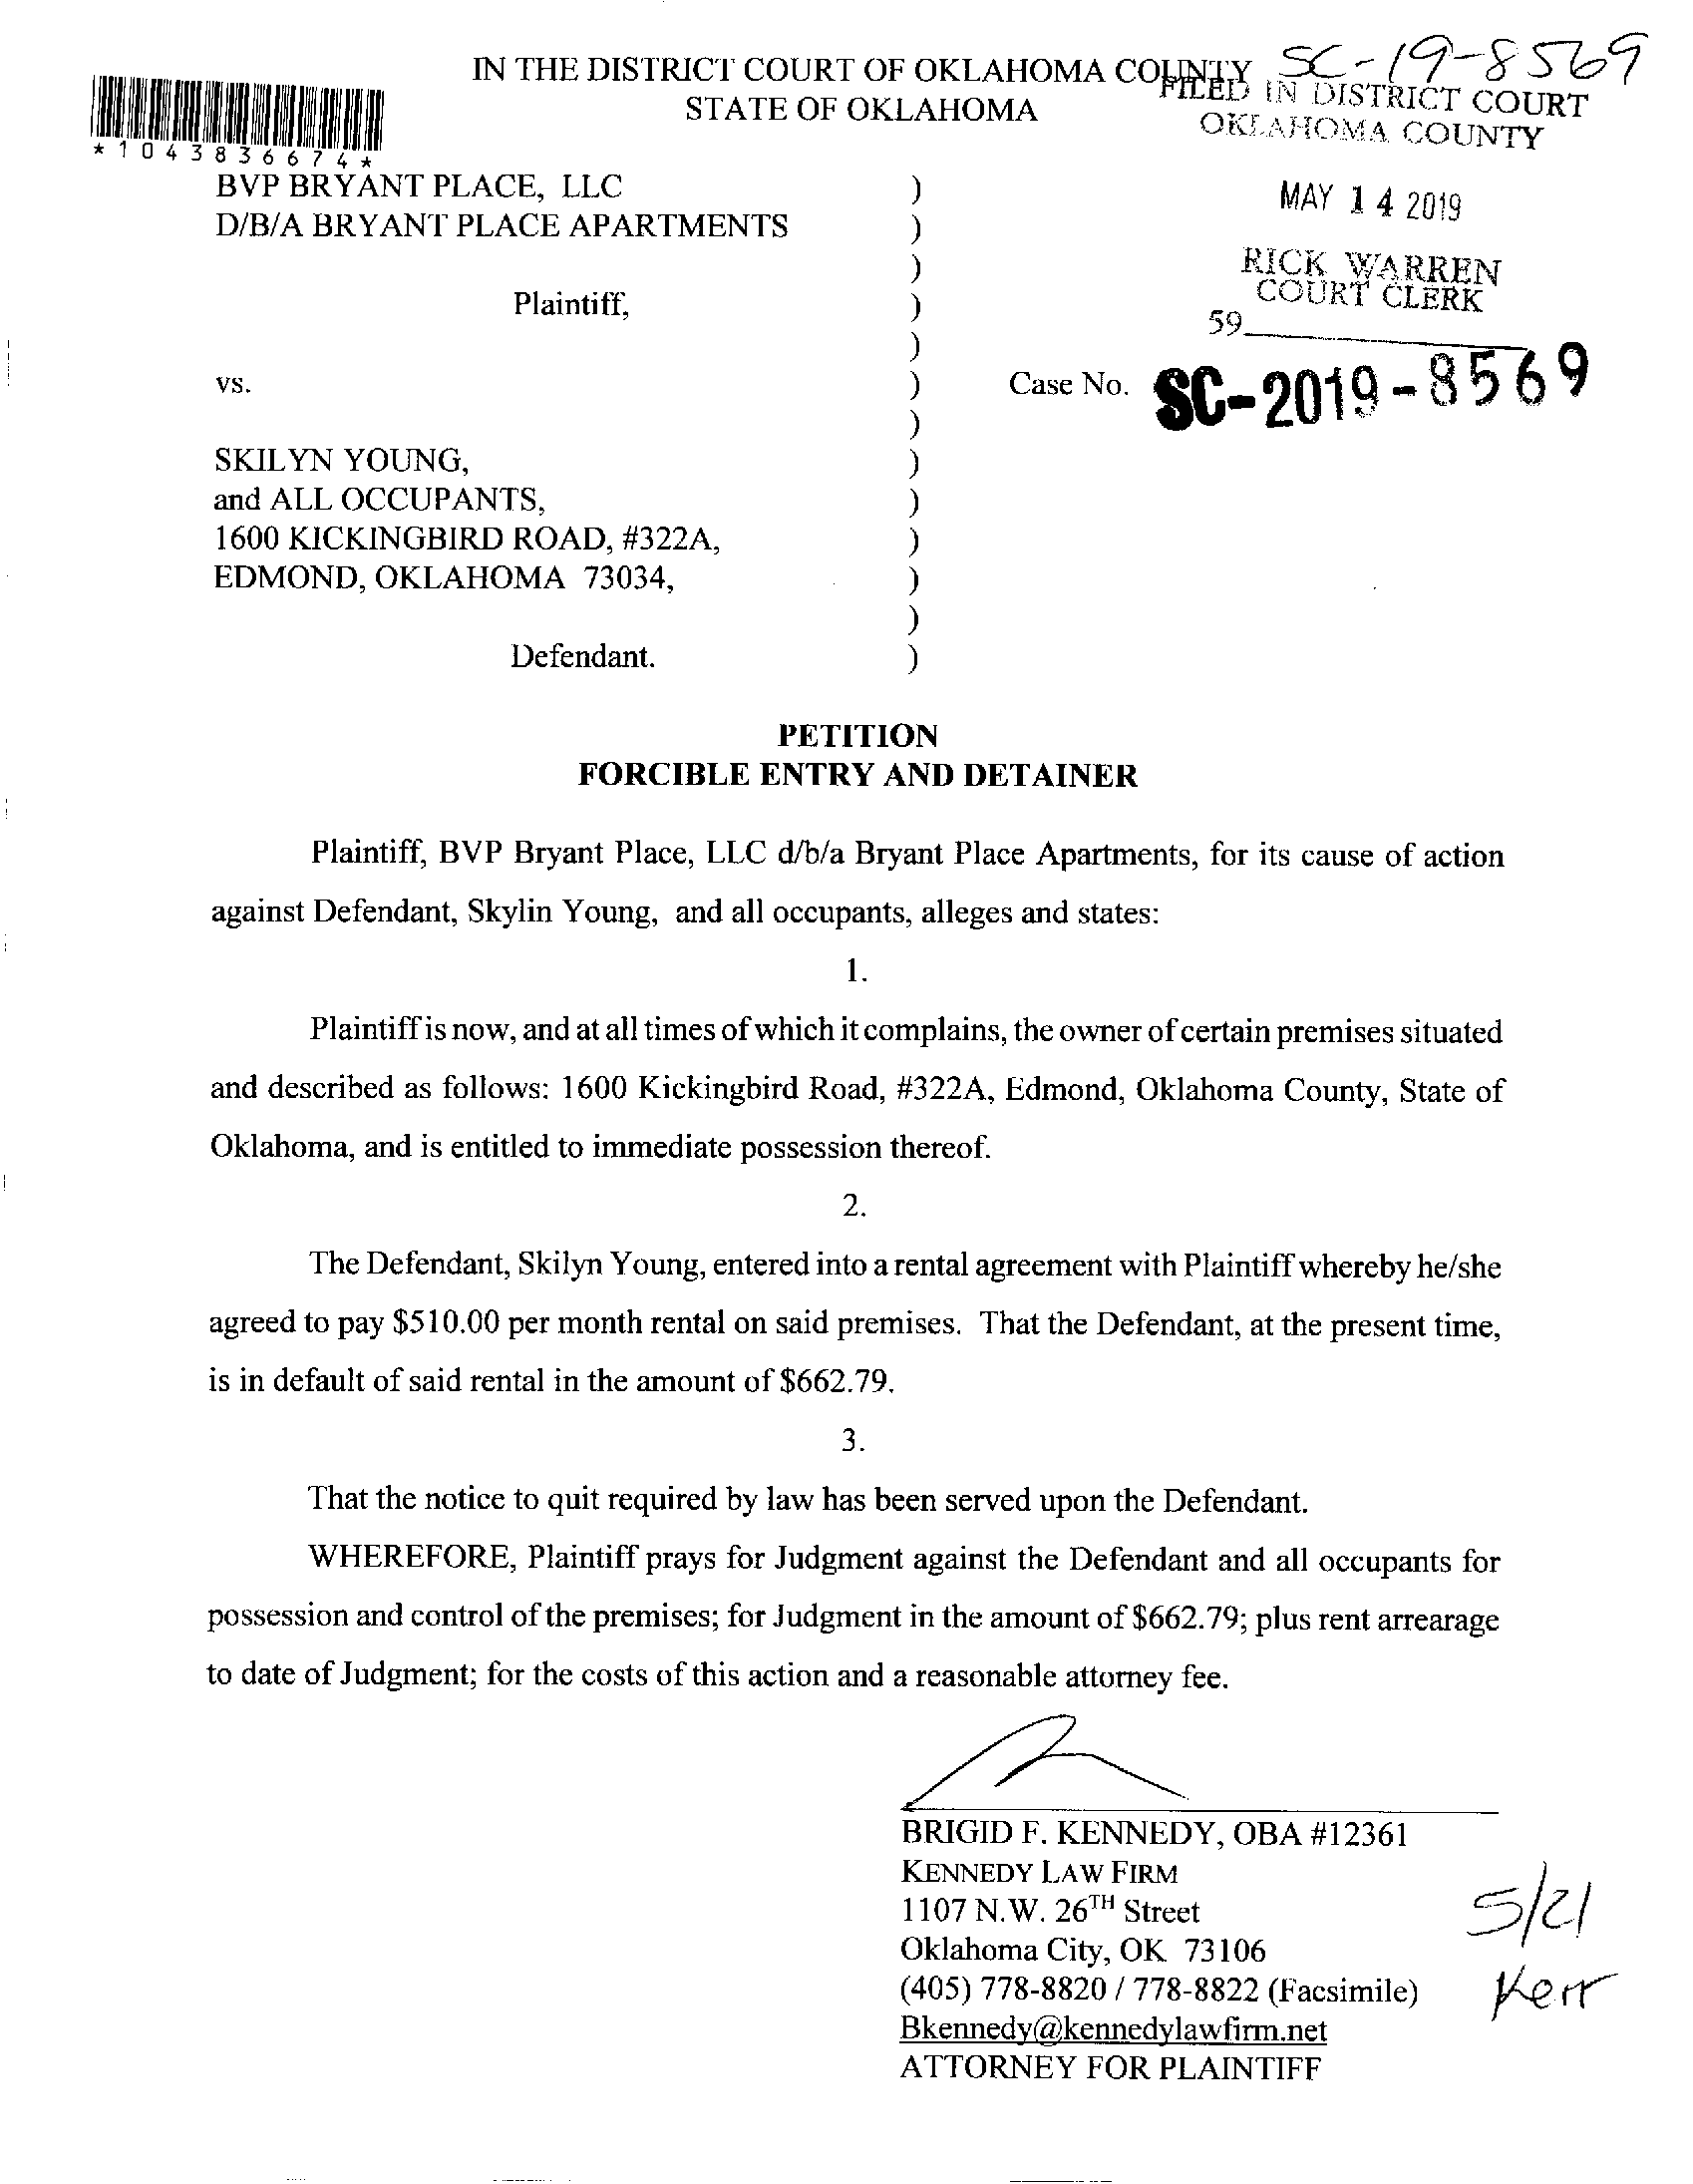 SC-19-8569
IN THE DISTRICT COURT OF OKLAHOMA COUNTY
STATE OF OKLAHOMA
FILED IN DISTRICT COURT
OKLAHOMA COUNTY
*1043836674*
MAY 14 2019
RICK WARREN
COURT CLERK
59
BVP BRYANT PLACE, LLC )
D/B/A BRYANT PLACE APARTMENTS )
)
Plaintiff, )
)
vs. ) Case No. SC-2019-8569
)
SKILYN YOUNG, )
and ALL OCCUPANTS, )
1600 KICKINGBIRD ROAD, #322A, )
EDMOND, OKLAHOMA 73034, )
)
Defendant. )
PETITION
FORCIBLE ENTRY AND DETAINER
Plaintiff, BVP Bryant Place, LLC d/b/a Bryant Place Apartments, for its cause of action
against Defendant, Skylin Young, and all occupants, alleges and states:
1.
Plaintiff is now, and at all times of which it complains, the owner of certain premises situated
and described as follows: 1600 Kickingbird Road, #322A, Edmond, Oklahoma County, State of
Oklahoma, and is entitled to immediate possession thereof.
2.
The Defendant, Skilyn Young, entered into a rental agreement with Plaintiff whereby he/she
agreed to pay $510.00 per month rental on said premises. That the Defendant, at the present time,
is in default of said rental in the amount of $662.79.
3.
That the notice to quit required by law has been served upon the Defendant.
WHEREFORE, Plaintiff prays for Judgment against the Defendant and all occupants for
possession and control of the premises; for Judgment in the amount of $662.79; plus rent arrearage
to date of Judgment; for the costs of this action and a reasonable attorney fee.
BRIGID F. KENNEDY, OBA #12361
KENNEDY LAW FIRM
1107 N.W. 26TH Street
Oklahoma City, OK 73106
(405) 778-8820 / 778-8822 (Facsimile)
Bkennedy@kennedylawfirm.net
ATTORNEY FOR PLAINTIFF
5/21
Kerr